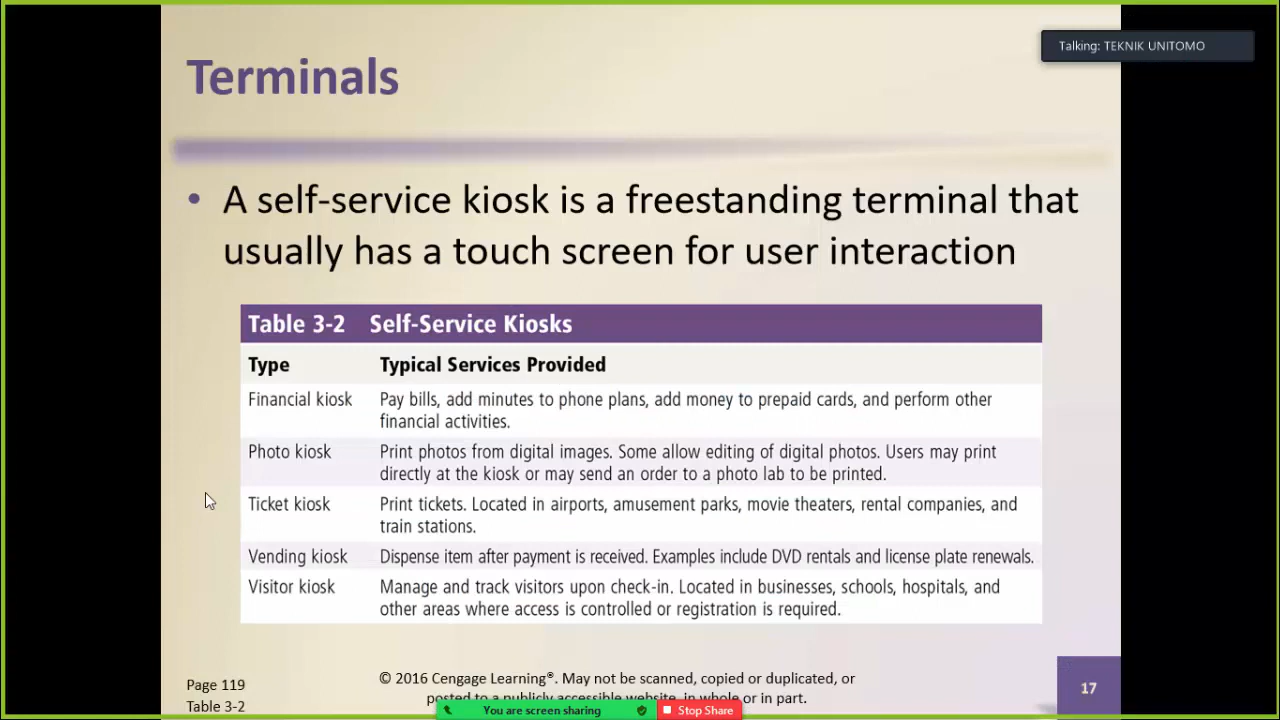 Talking: TEKNIK UNITOMO
Terminals
• A self-service kiosk is a freestanding terminal that
usually has a touch screen for user interaction
Table 3-2 Self-Service Kiosks
Type Typical Services Provided
Financial kiosk Pay bills, add minutes to phone plans, add money to prepaid cards, and perform other
financial activities.
Photo kiosk Print photos from digital images. Some allow editing of digital photos. Users may print
directly at the kiosk or may send an order to a photo lab to be printed.
Ticket kiosk Print tickets. Located in airports, amusement parks, movie theaters, rental companies, and
train stations.
Vending kiosk Dispense item after payment is received. Examples include DVD rentals and license plate renewals.
Visitor kiosk Manage and track visitors upon check-in. Located in businesses, schools, hospitals, and
other areas where access is controlled or registration is required.
Page 119
Table 3-2
© 2016 Cengage Learning®. May not be scanned, copied or duplicated, or
posted to a publicly accessible website, in whole or in part.
17
You are screen sharing
Stop Share